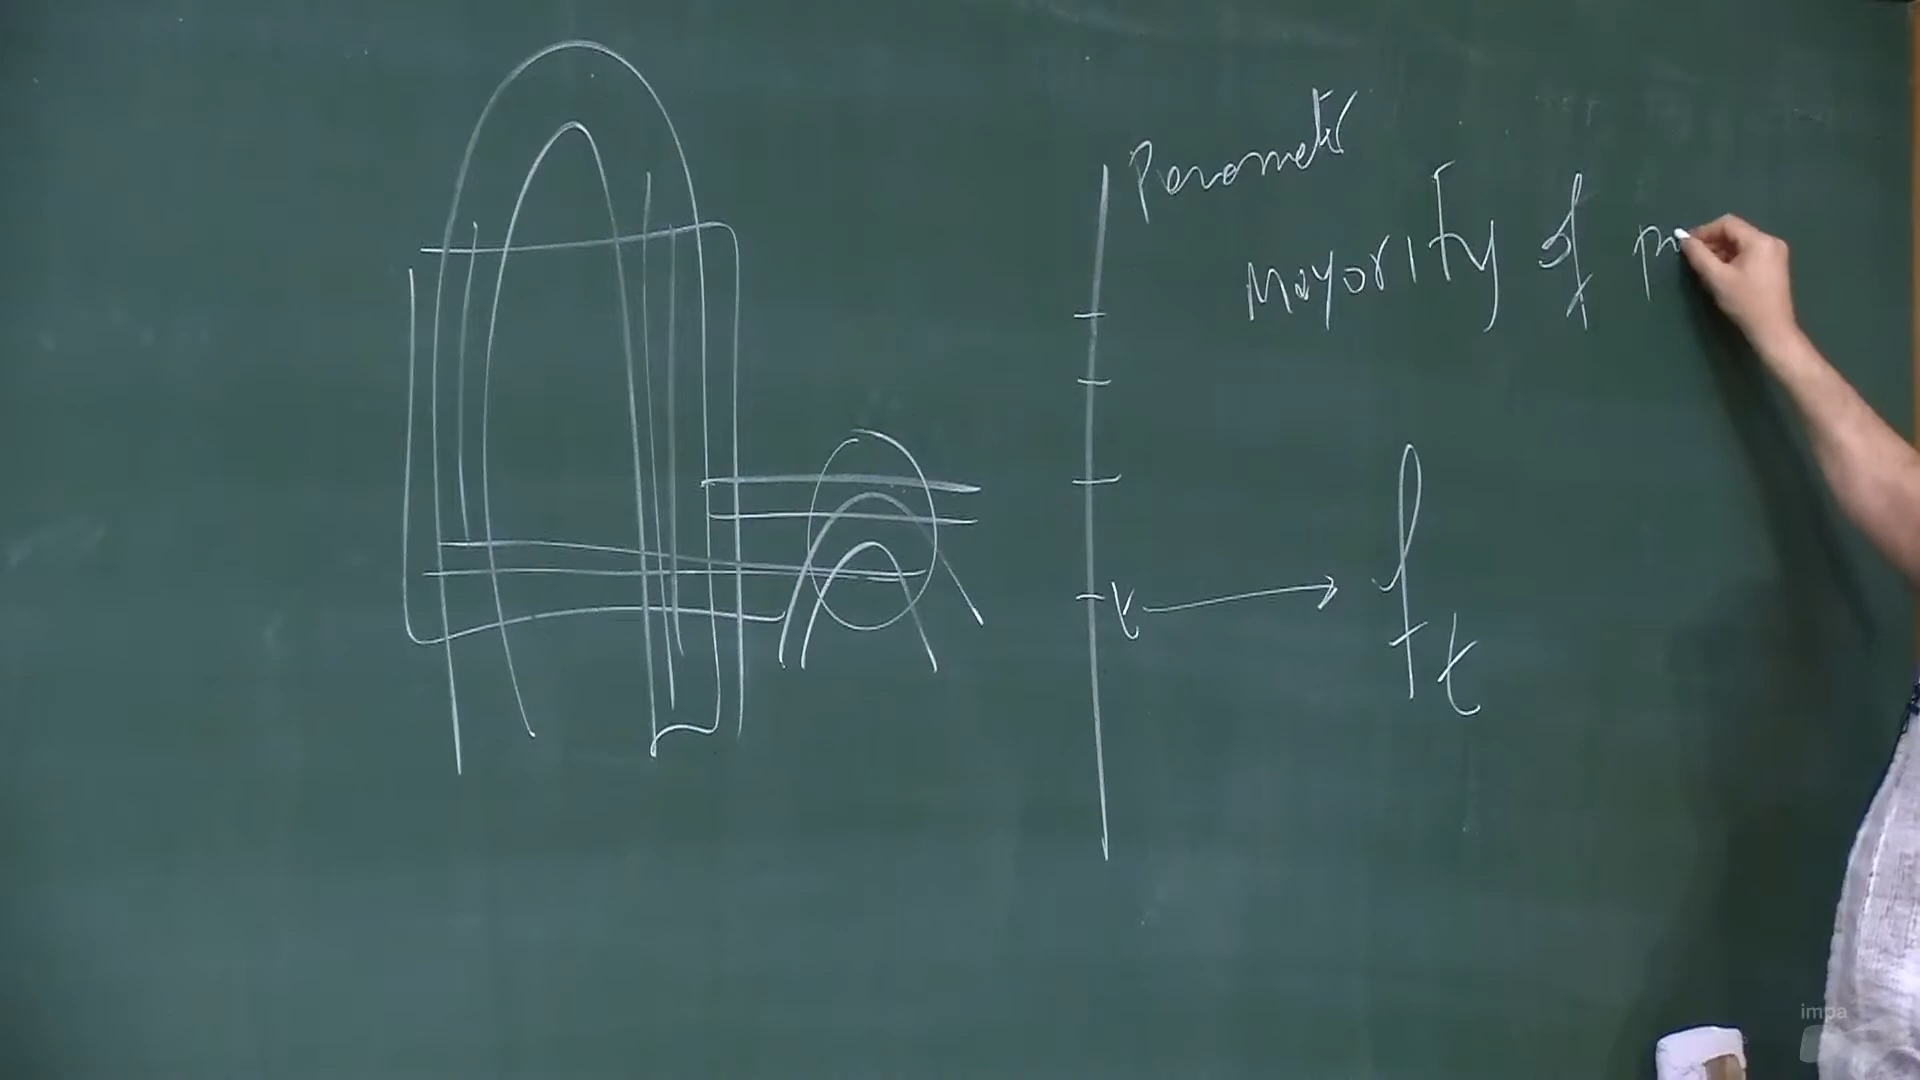 Parameter
Mayority of
t → f_t
impa